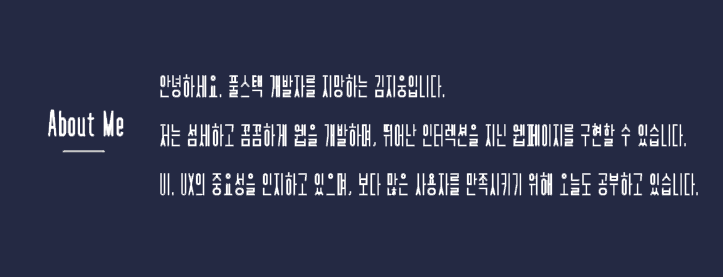 About Me
안녕하세요. 풀스택 개발자를 지망하는 김지웅입니다.
저는 섬세하고 꼼꼼하게 웹을 개발하며, 뛰어난 인터렉션을 지닌 웹페이지를 구현할 수 있습니다.
UI, UX의 중요성을 인지하고 있으며, 보다 많은 사용자를 만족시키기 위해 오늘도 공부하고 있습니다.